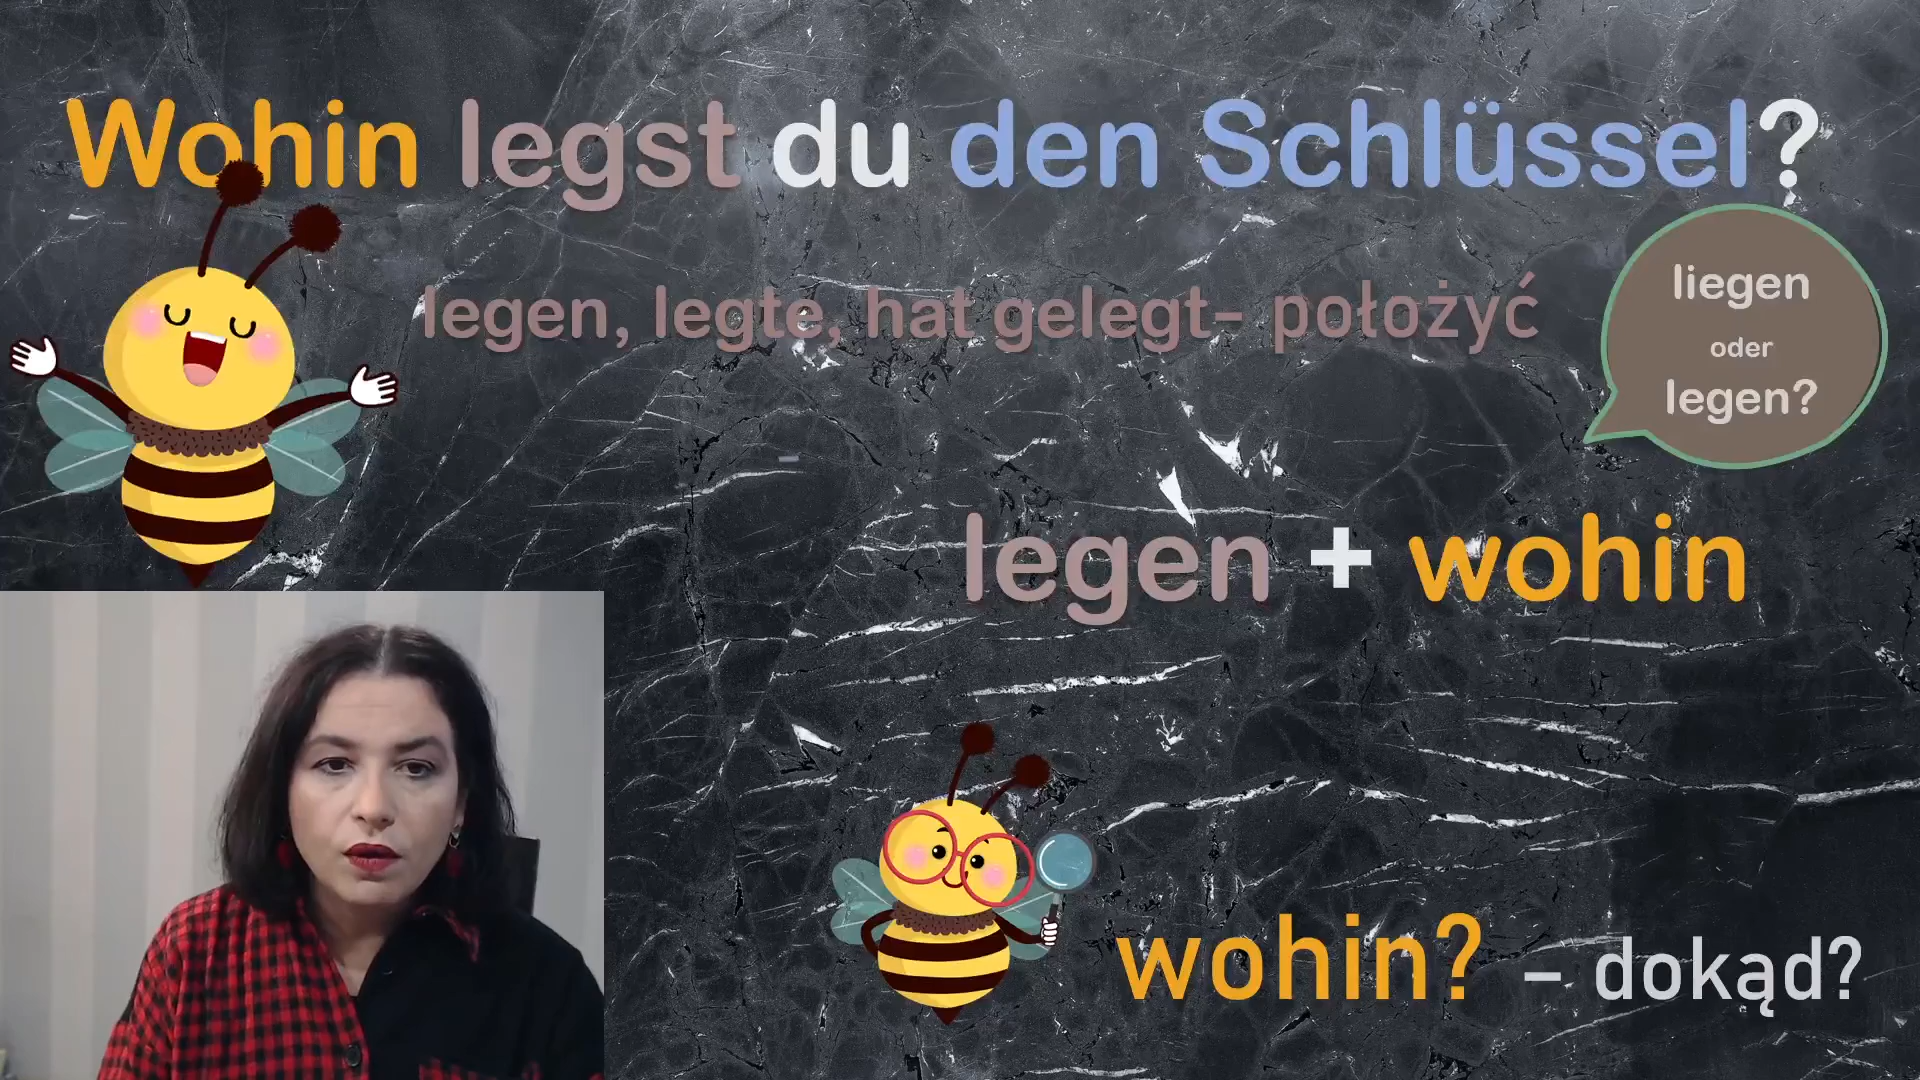 Wohin legst du den Schlüssel?
legen, legte, hat gelegt- położyć
liegen
oder
legen?
legen + wohin
wohin? – dokąd?